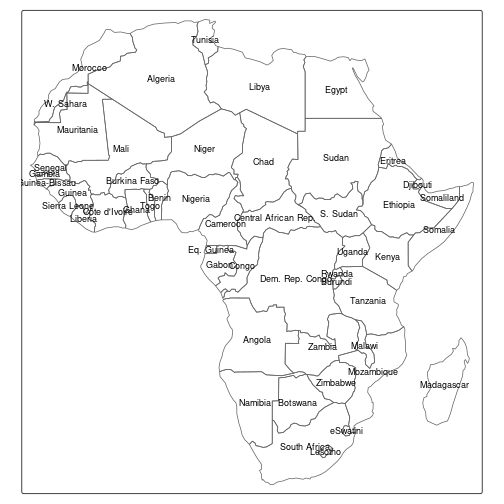 Tunisia
Morocco
Algeria
Libya
Egypt
W. Sahara
Mauritania
Mali
Niger
Chad
Sudan
Eritrea
Senegal
Gambia
Guinea-Bissau
Guinea
Burkina Faso
Djibouti
Benin
Nigeria
Somaliland
Sierra Leone
Côte d'Ivoire
Ghana
Togo
Ethiopia
Liberia
Central African Rep.
S. Sudan
Cameroon
Somalia
Eq. Guinea
Uganda
Kenya
Gabon
Congo
Dem. Rep. Congo
Rwanda
Burundi
Tanzania
Angola
Zambia
Malawi
Mozambique
Zimbabwe
Madagascar
Namibia
Botswana
eSwatini
South Africa
Lesotho